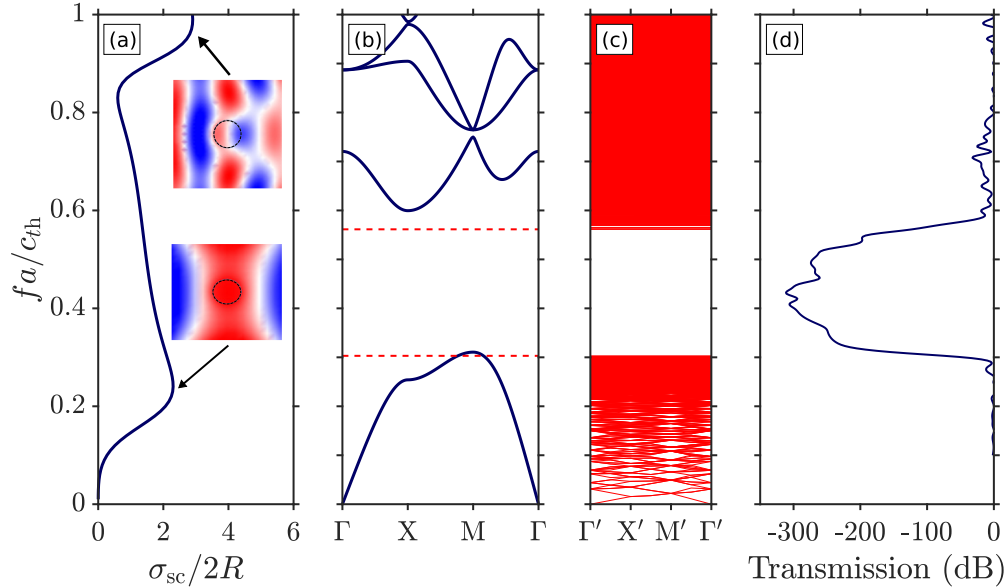 (a)
(b)
(c)
(d)
fa/c_th
1
0.8
0.6
0.4
0.2
0
0 2 4 6
σ_sc/2R
Γ X M Γ
Γ′ X′ M′ Γ′
-300 -200 -100 0
Transmission (dB)